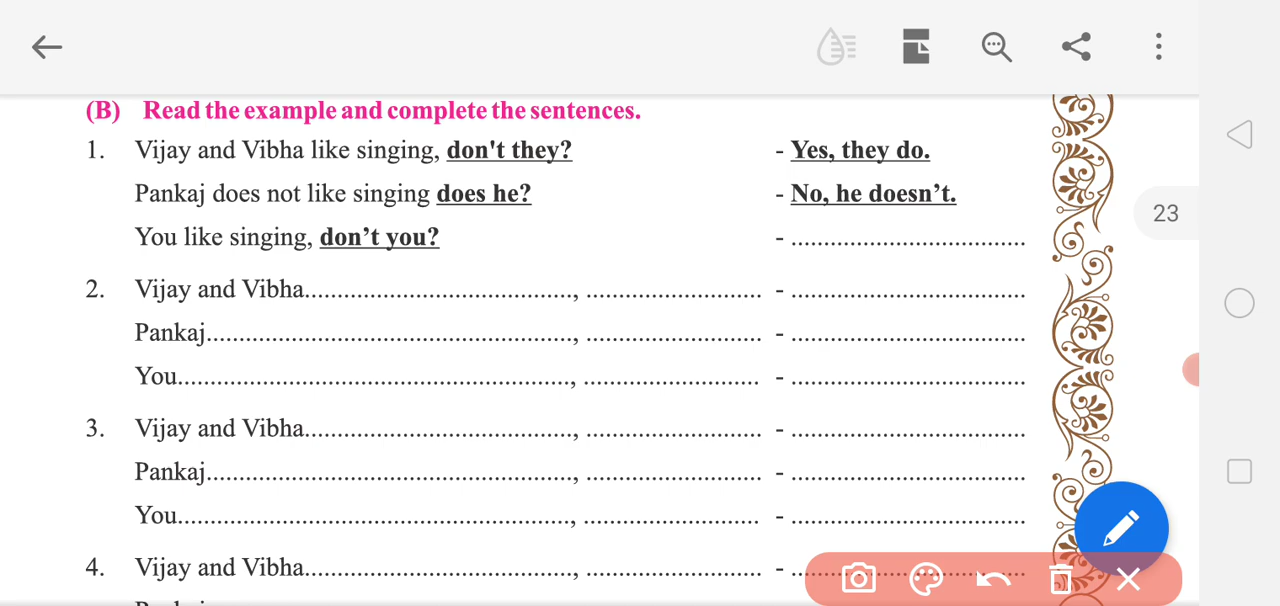 (B) Read the example and complete the sentences.
1. Vijay and Vibha like singing, don't they? - Yes, they do.
Pankaj does not like singing does he? - No, he doesn’t.
You like singing, don’t you? - ....................................
23
2. Vijay and Vibha.........................................., ........................... - ....................................
Pankaj........................................................, ........................... - ....................................
You............................................................, ........................... - ....................................
3. Vijay and Vibha.........................................., ........................... - ....................................
Pankaj........................................................, ........................... - ....................................
You............................................................, ........................... - ....................................
4. Vijay and Vibha.........................................., ........................... - ....................................